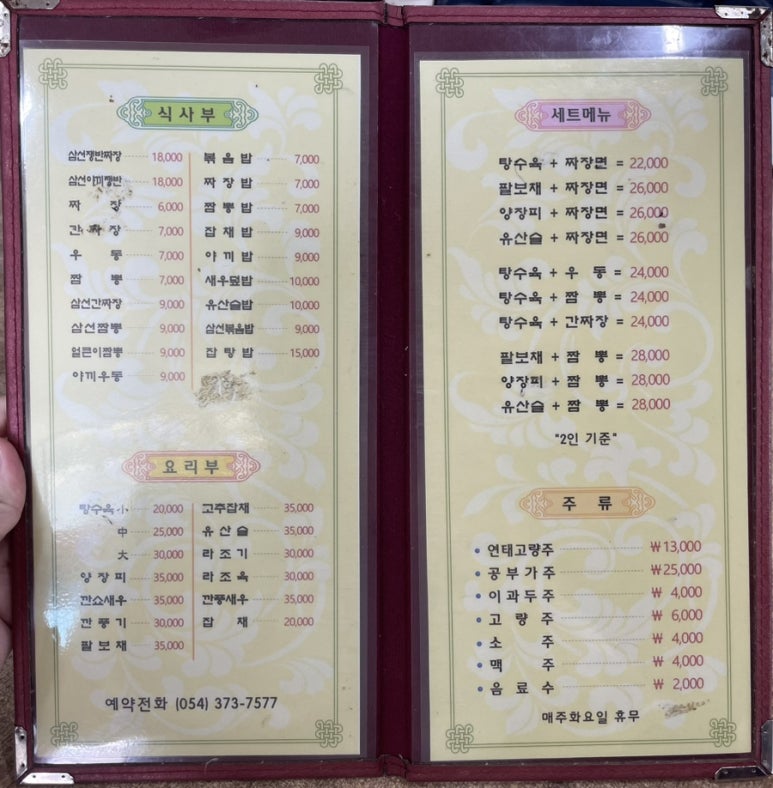 식사부
삼선쟁반짜장 18,000
삼선야끼쟁반 18,000
짜 장 6,000
간 짜 장 7,000
우 동 7,000
짬 뽕 7,000
삼선간짜장 9,000
삼선짬뽕 9,000
얼큰이짬뽕 9,000
야끼우동 9,000
볶음밥 7,000
짜장밥 7,000
짬뽕밥 7,000
잡채밥 9,000
야끼밥 9,000
새우덮밥 10,000
유산슬밥 10,000
삼선볶음밥 9,000
잡탕밥 15,000
요리부
탕수육 小 20,000
中 25,000
大 30,000
양장피 35,000
깐쇼새우 35,000
깐풍기 30,000
팔보채 35,000
고추잡채 35,000
유산슬 35,000
라조기 30,000
라조육 30,000
깐풍새우 35,000
잡 채 20,000
예약전화 (054) 373-7577
세트메뉴
탕수육 + 짜장면 = 22,000
팔보채 + 짜장면 = 26,000
양장피 + 짜장면 = 26,000
유산슬 + 짜장면 = 26,000
탕수육 + 우 동 = 24,000
탕수육 + 짬 뽕 = 24,000
탕수육 + 간짜장 = 24,000
팔보채 + 짬 뽕 = 28,000
양장피 + 짬 뽕 = 28,000
유산슬 + 짬 뽕 = 28,000
"2인 기준"
주 류
• 연태고량주 ₩13,000
• 공부가주 ₩25,000
• 이과두주 ₩ 4,000
• 고 량 주 ₩ 6,000
• 소 주 ₩ 4,000
• 맥 주 ₩ 4,000
• 음 료 수 ₩ 2,000
매주화요일 휴무